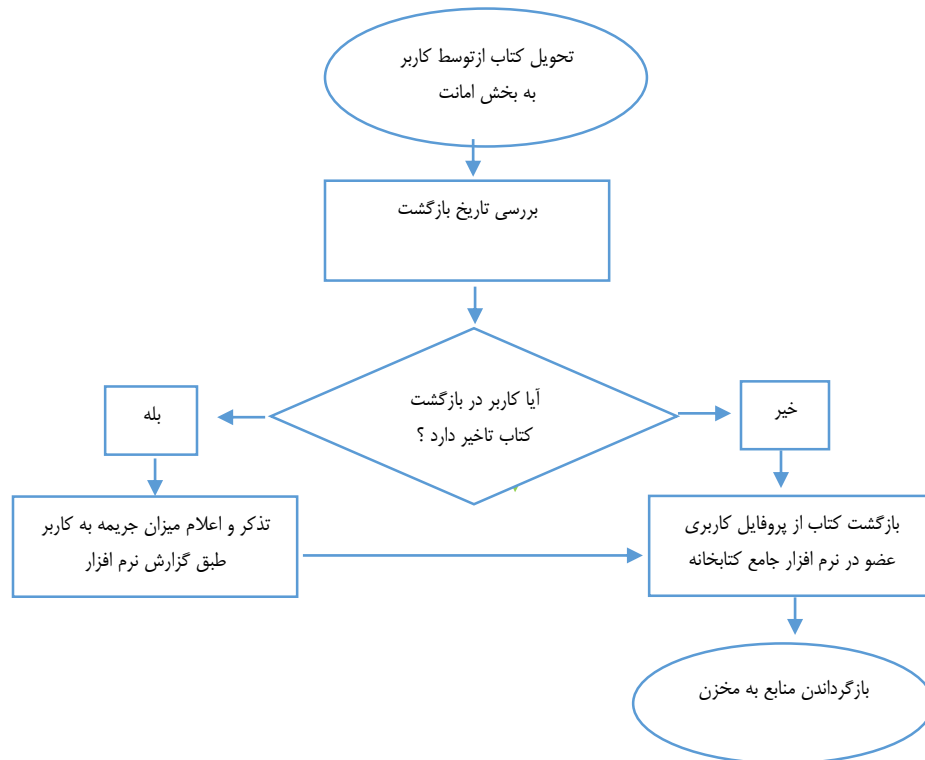 تحویل کتاب ازتوسط کاربر
به بخش امانت
بررسی تاریخ بازگشت
آیا کاربر در بازگشت
کتاب تاخیر دارد ؟
خیر
بله
بازگشت کتاب از پروفایل کاربری
عضو در نرم افزار جامع کتابخانه
تذکر و اعلام میزان جریمه به کاربر
طبق گزارش نرم افزار
بازگرداندن منابع به مخزن